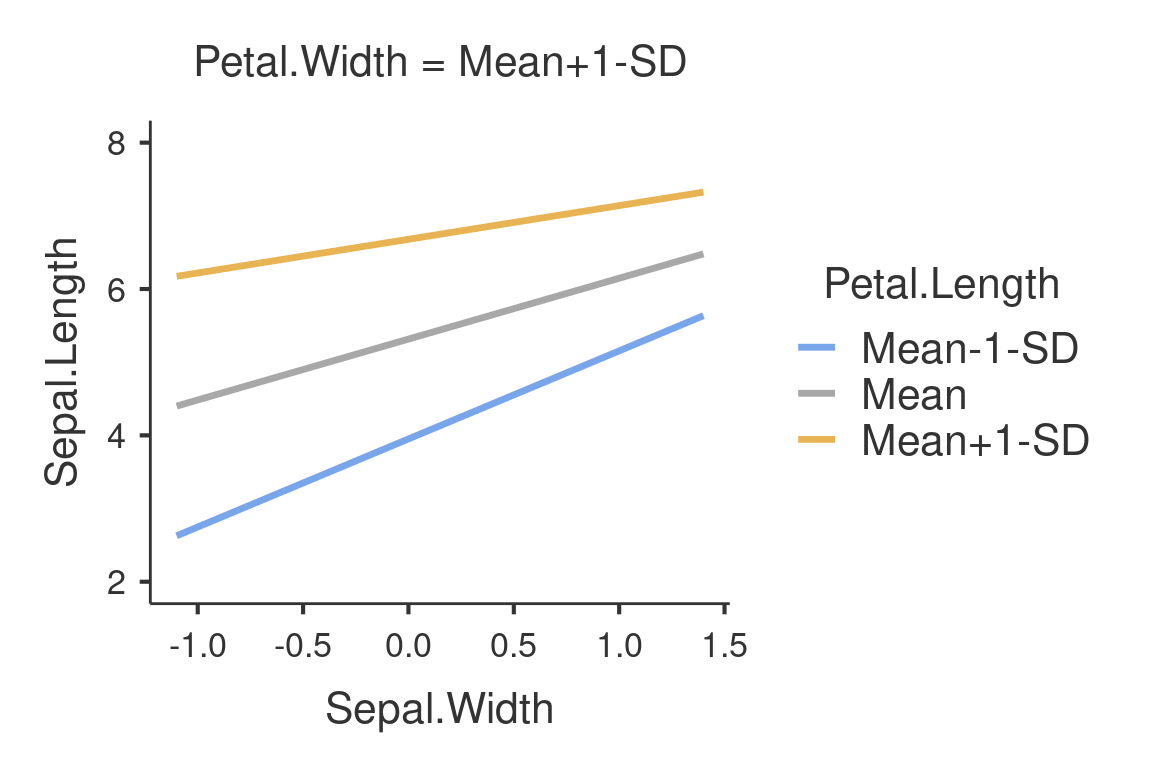 Petal.Width = Mean+1-SD
8
6
4
2
Sepal.Length
-1.0 -0.5 0.0 0.5 1.0 1.5
Sepal.Width
Petal.Length
Mean-1-SD
Mean
Mean+1-SD